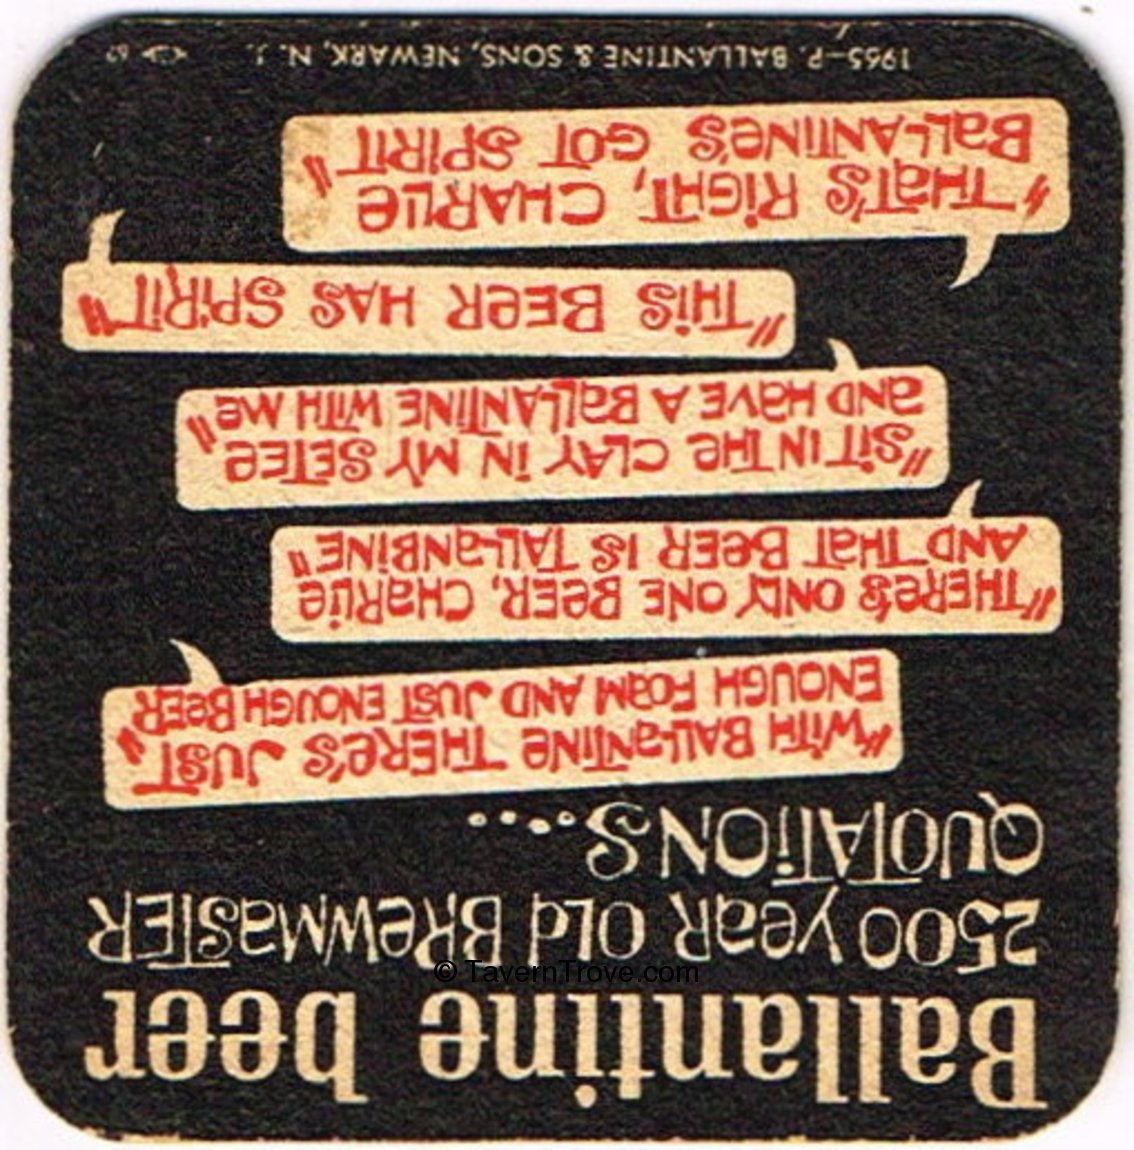 Ballantine beer
2500 year old BREWMASTER
QUOTATIONS.....
"WITH BALLANTINE THERE'S JUST
ENOUGH FOAM AND JUST ENOUGH BEER"
"THERE'S ONLY ONE BEER, CHARLIE
AND THAT BEER IS TALLANBINE"
"SIT IN THE CLAY IN MY SETEE,
AND HAVE A BALLANTINE WITH ME"
"THIS BEER HAS SPIRIT"
"THAT'S RIGHT, CHARLIE
BALLANTINE'S GOT SPIRIT"
1965-P. BALLANTINE & SONS, NEWARK, N. J.
© TavernTrove.com